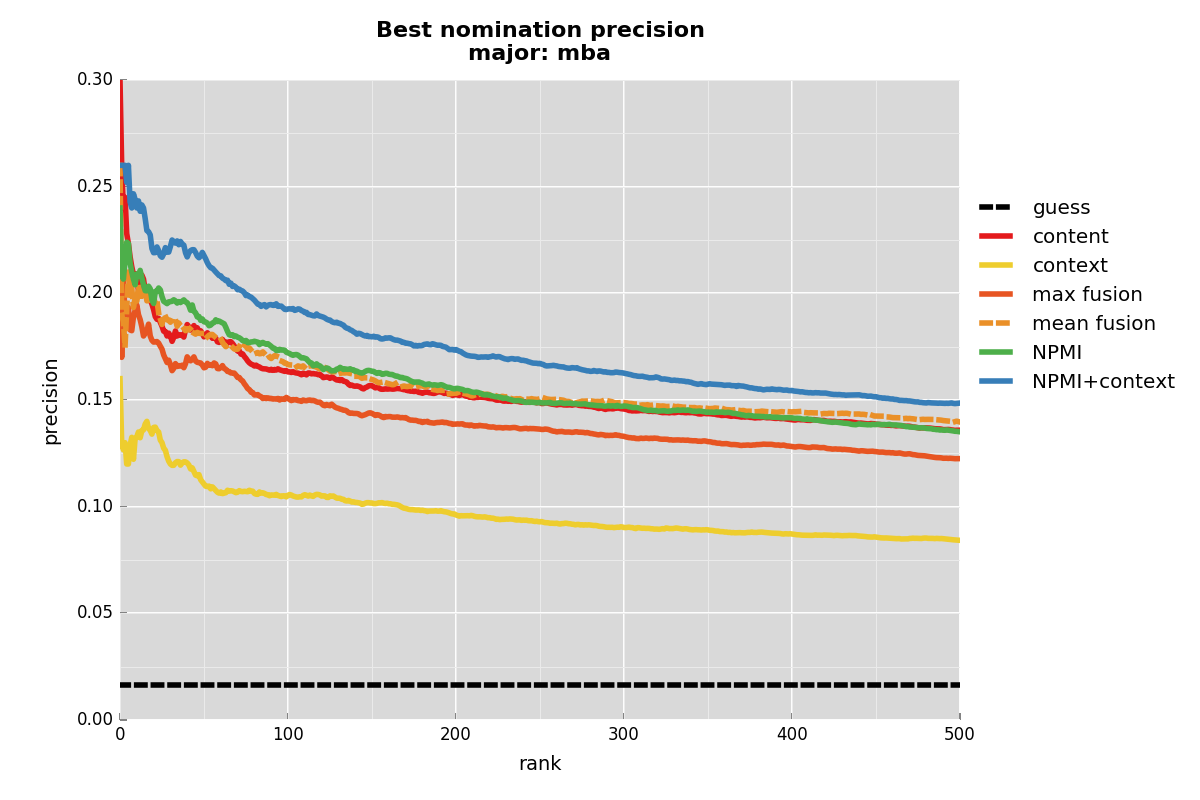 Best nomination precision
major: mba
precision
0.30
0.25
0.20
0.15
0.10
0.05
0.00
0
100
200
300
400
500
rank
guess
content
context
max fusion
mean fusion
NPMI
NPMI+context